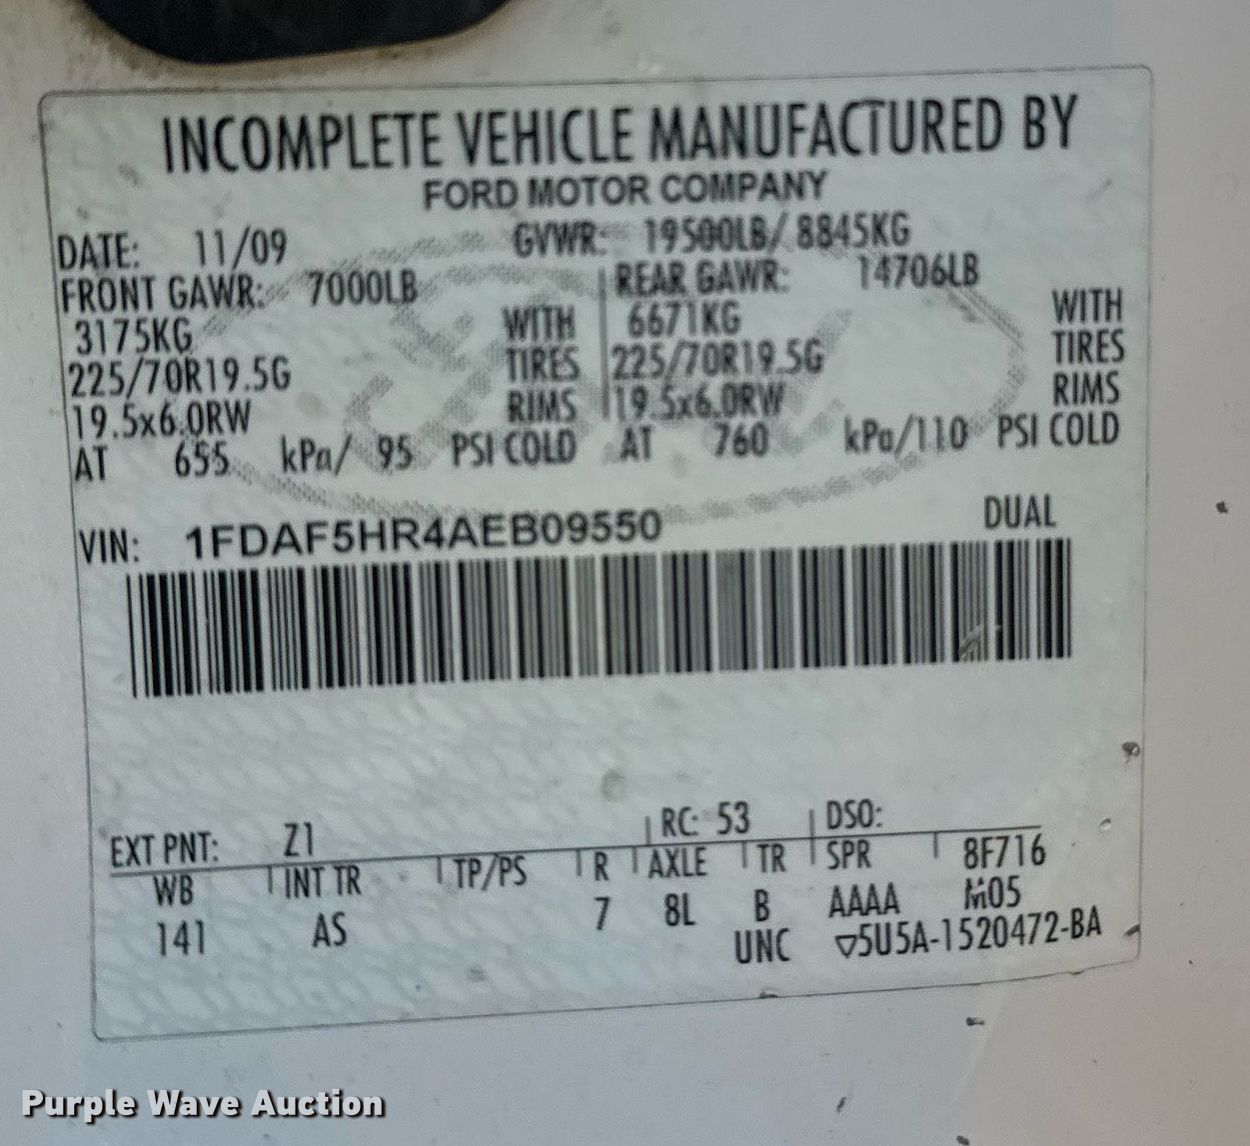 INCOMPLETE VEHICLE MANUFACTURED BY
FORD MOTOR COMPANY
DATE: 11/09 GVWR: 19500LB/ 8845KG
FRONT GAWR: 7000LB REAR GAWR: 14706LB
3175KG WITH 6671KG WITH
225/70R19.5G TIRES 225/70R19.5G TIRES
19.5x6.0RW RIMS 19.5x6.0RW RIMS
AT 655 kPa/ 95 PSI COLD AT 760 kPa/110 PSI COLD
VIN: 1FDAF5HR4AEB09550 DUAL
EXT PNT: Z1 RC: 53 DSO:
WB INT TR TP/PS R AXLE TR SPR 8F716
141 AS 7 8L B AAAA M05
UNC ▽5U5A-1520472-BA
Purple Wave Auction